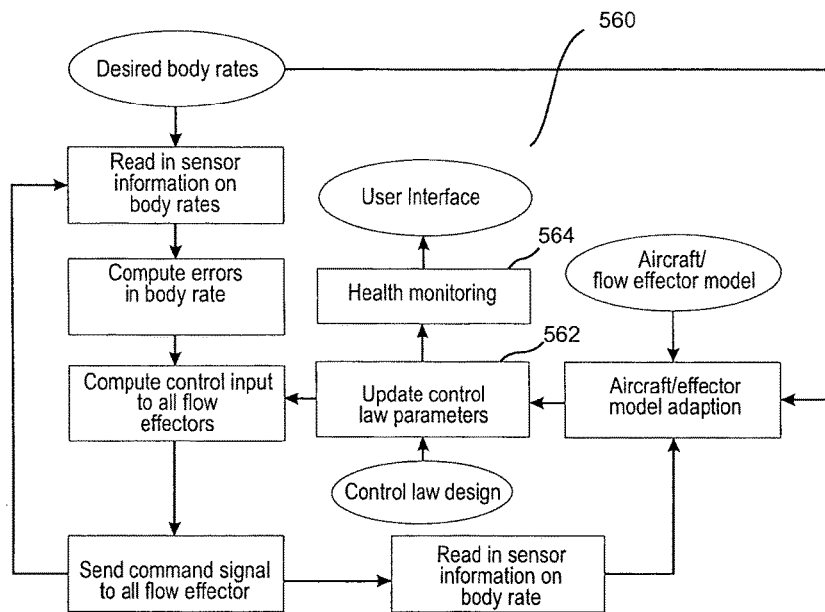 560
Desired body rates
Read in sensor
information on
body rates
User Interface
564
Aircraft/
flow effector model
Compute errors
in body rate
Health monitoring
562
Compute control input
to all flow
effectors
Update control
law parameters
Aircraft/effector
model adaption
Control law design
Send command signal
to all flow effector
Read in sensor
information on
body rate